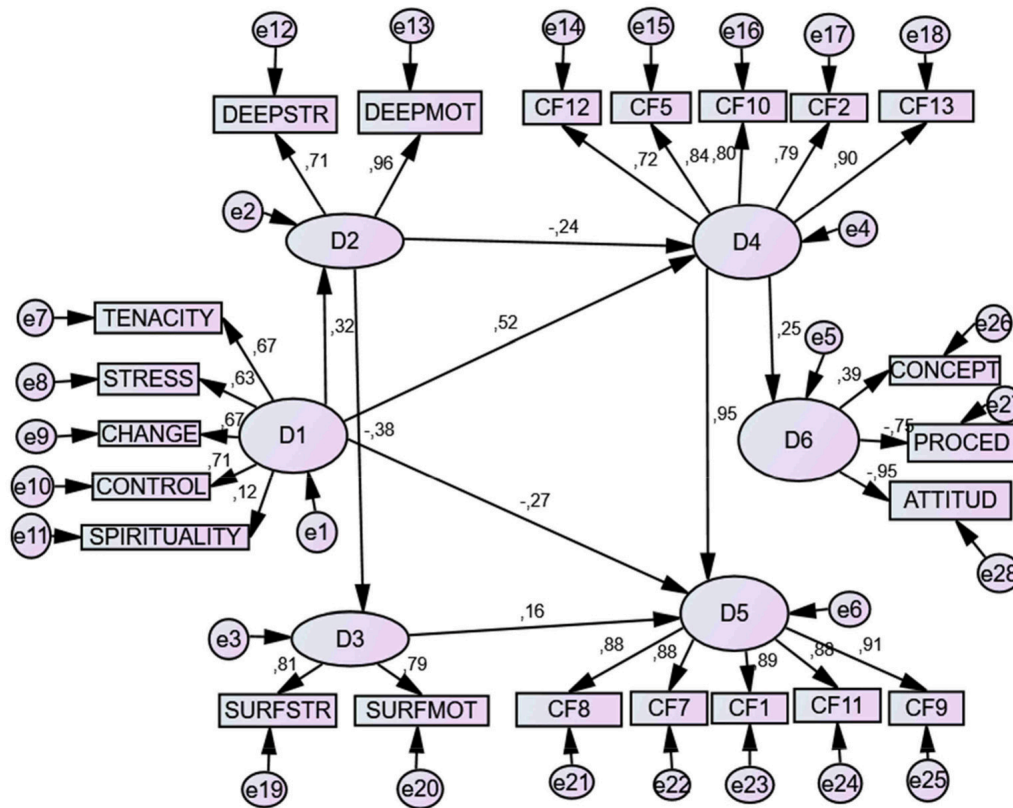 e12 e13 e14 e15 e16 e17 e18
DEEPSTR DEEPMOT CF12 CF5 CF10 CF2 CF13
,71 ,96 ,72 ,84 ,80 ,79 ,90
e2 D2 -,24 D4 e4
e7 TENACITY ,67 ,32 ,52 ,25 e5 e26
e8 STRESS ,63 ,39 CONCEPT
e9 CHANGE ,67 D1 -,38 ,95 D6 -,75 PROCED e27
e10 CONTROL ,71 -,95 ATTITUD
e11 SPIRITUALITY ,12 e1 -,27 e28
e3 D3 ,16 D5 e6
,81 ,79 ,88 ,88 ,89 ,88 ,91
SURFSTR SURFMOT CF8 CF7 CF1 CF11 CF9
e19 e20 e21 e22 e23 e24 e25